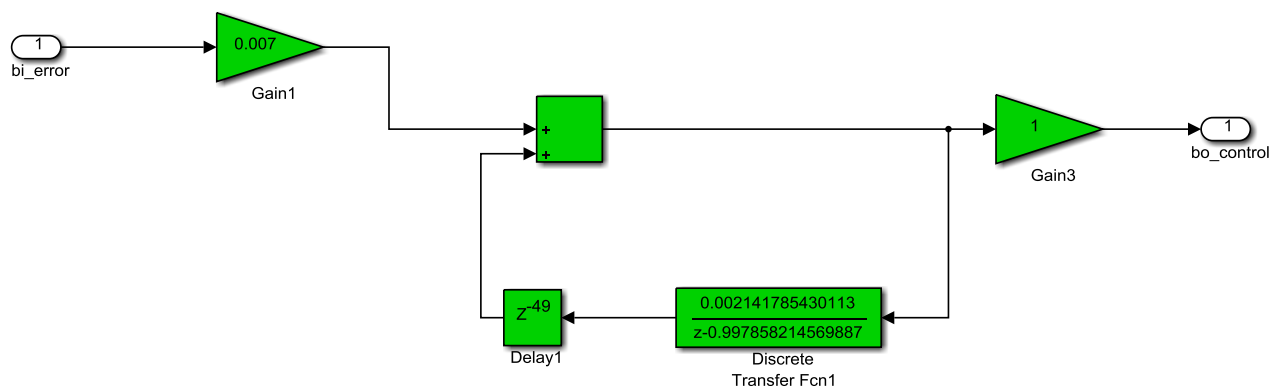 1
bi_error
0.007
Gain1
+
+
1
Gain3
1
bo_control
Z-49
Delay1
0.002141785430113
z-0.997858214569887
Discrete
Transfer Fcn1